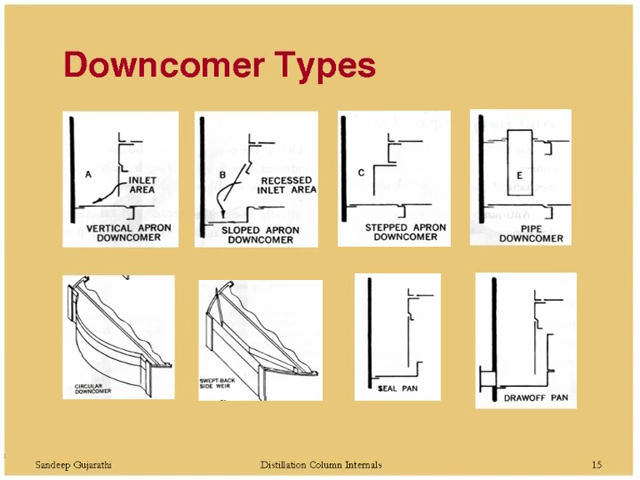 Downcomer Types
A
INLET
AREA
VERTICAL APRON
DOWNCOMER
B
RECESSED
INLET AREA
SLOPED APRON
DOWNCOMER
C
STEPPED APRON
DOWNCOMER
E
PIPE
DOWNCOMER
CIRCULAR
DOWNCOMER
SWEPT-BACK
SIDE WEIR
SEAL PAN
DRAWOFF PAN
Sandeep Gujarathi
Distillation Column Internals
15